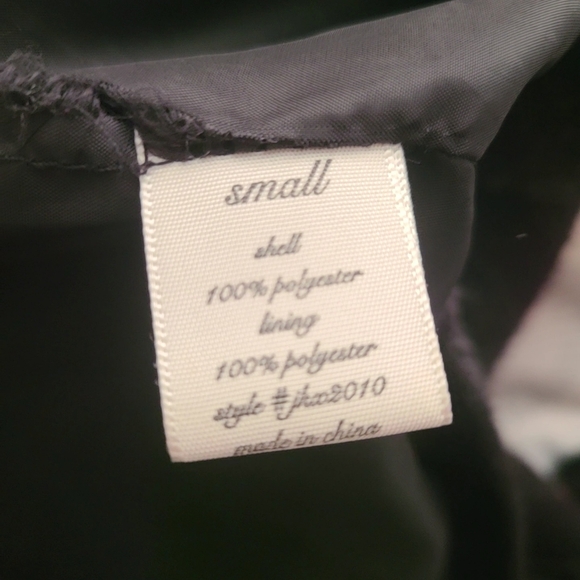 small
shell
100% polyester
lining
100% polyester
style #jkx2010
made in china